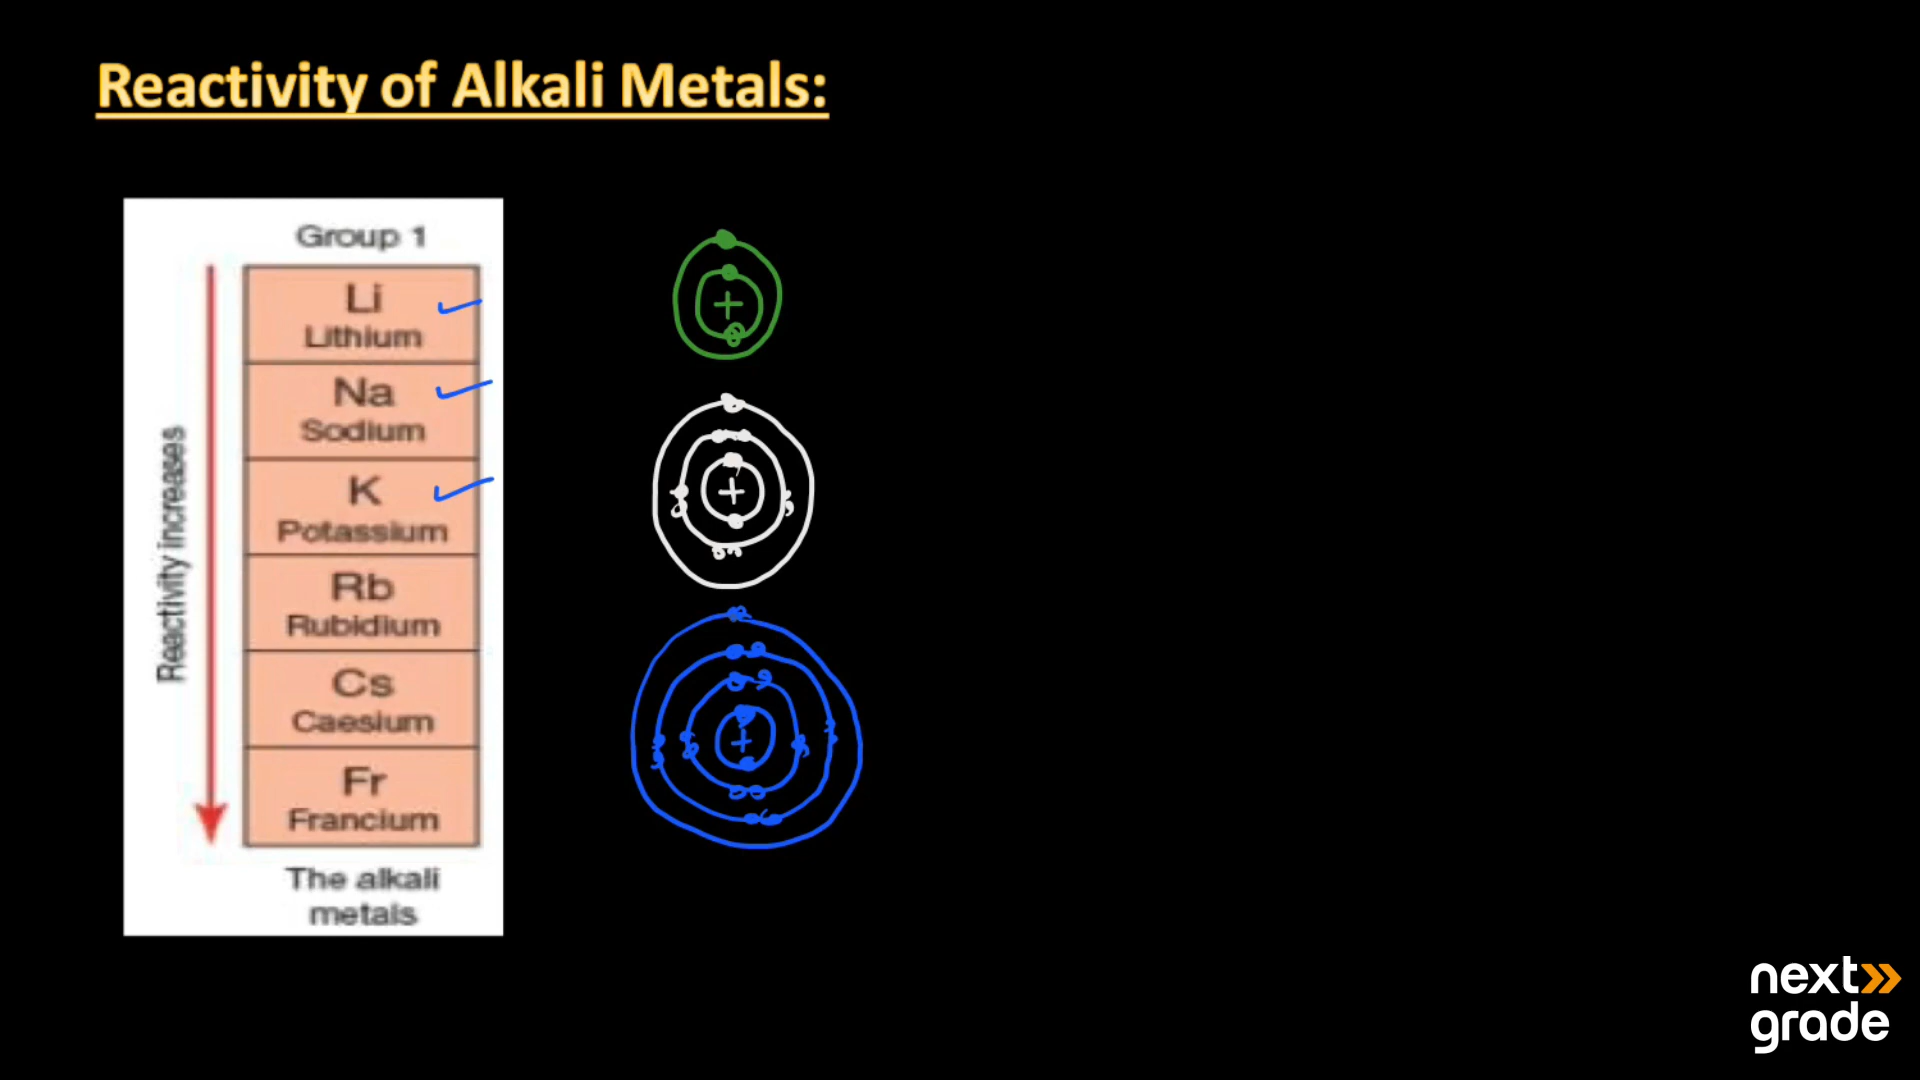 Reactivity of Alkali Metals:
Group 1
Reactivity increases
Li
Lithium
Na
Sodium
K
Potassium
Rb
Rubidium
Cs
Caesium
Fr
Francium
The alkali
metals
+
+
+
next
grade